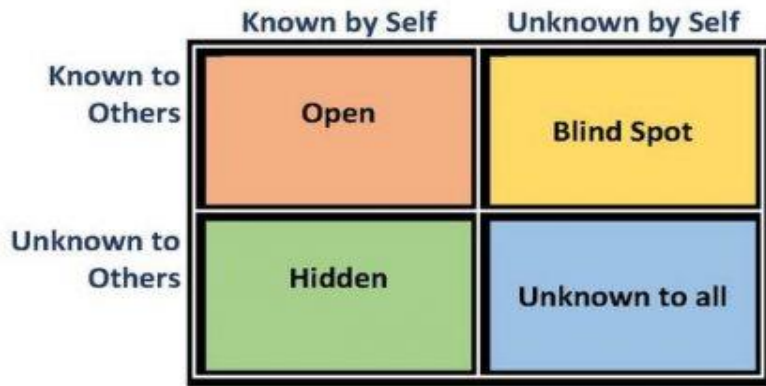 Known by Self
Unknown by Self
Known to
Others
Open
Blind Spot
Unknown to
Others
Hidden
Unknown to all